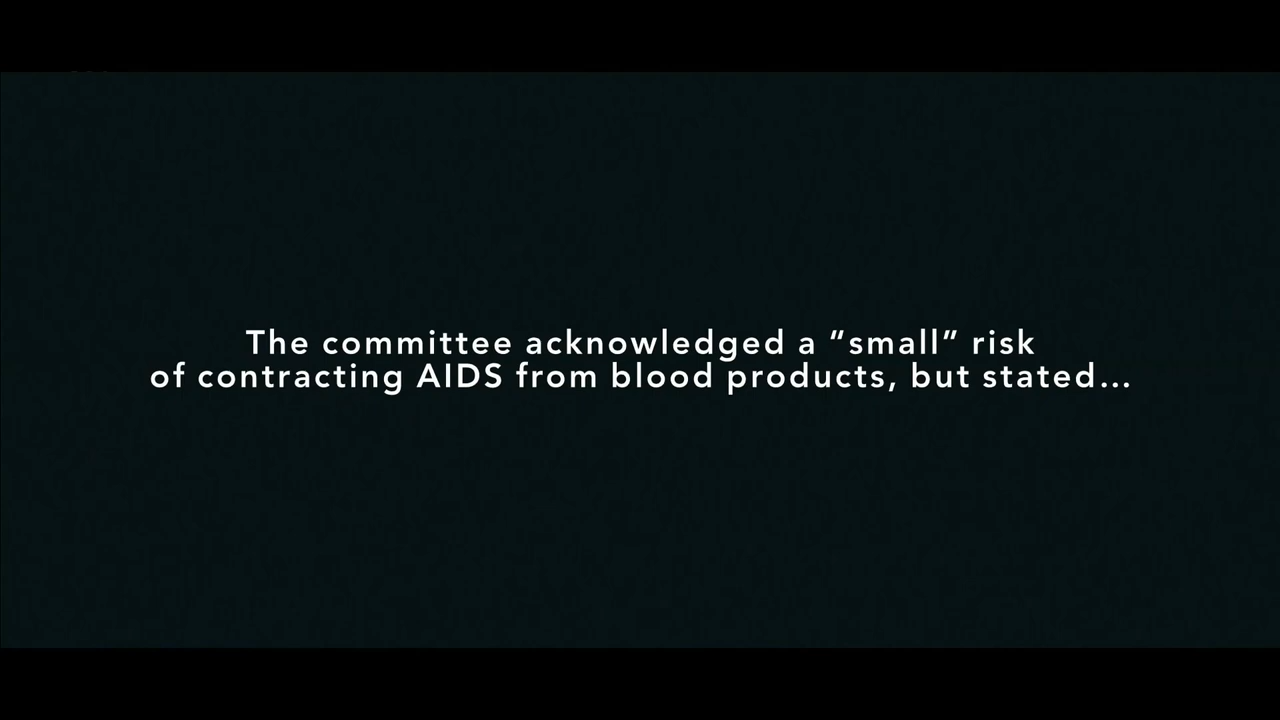 The committee acknowledged a “small” risk
of contracting AIDS from blood products, but stated...